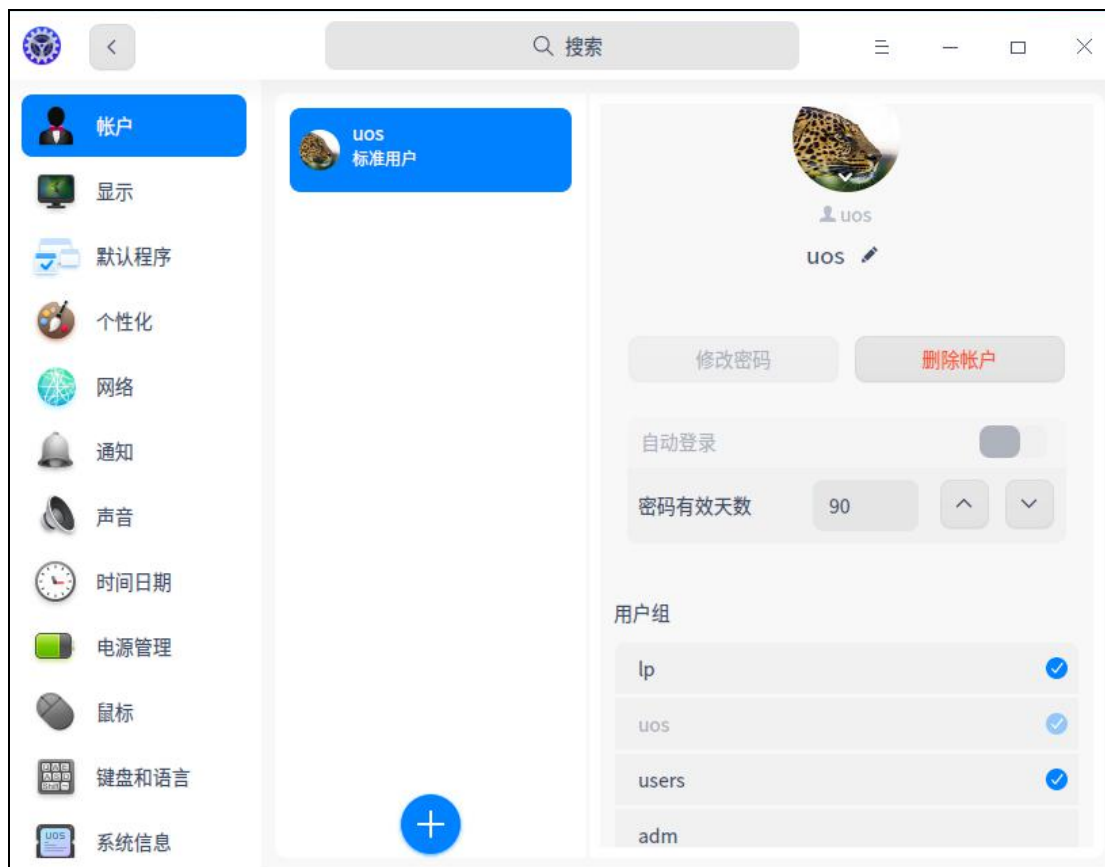 搜索
帐户
显示
默认程序
个性化
网络
通知
声音
时间日期
电源管理
鼠标
键盘和语言
uos
系统信息
uos
标准用户
uos
uos
修改密码
删除帐户
自动登录
密码有效天数 90
用户组
lp
uos
users
adm